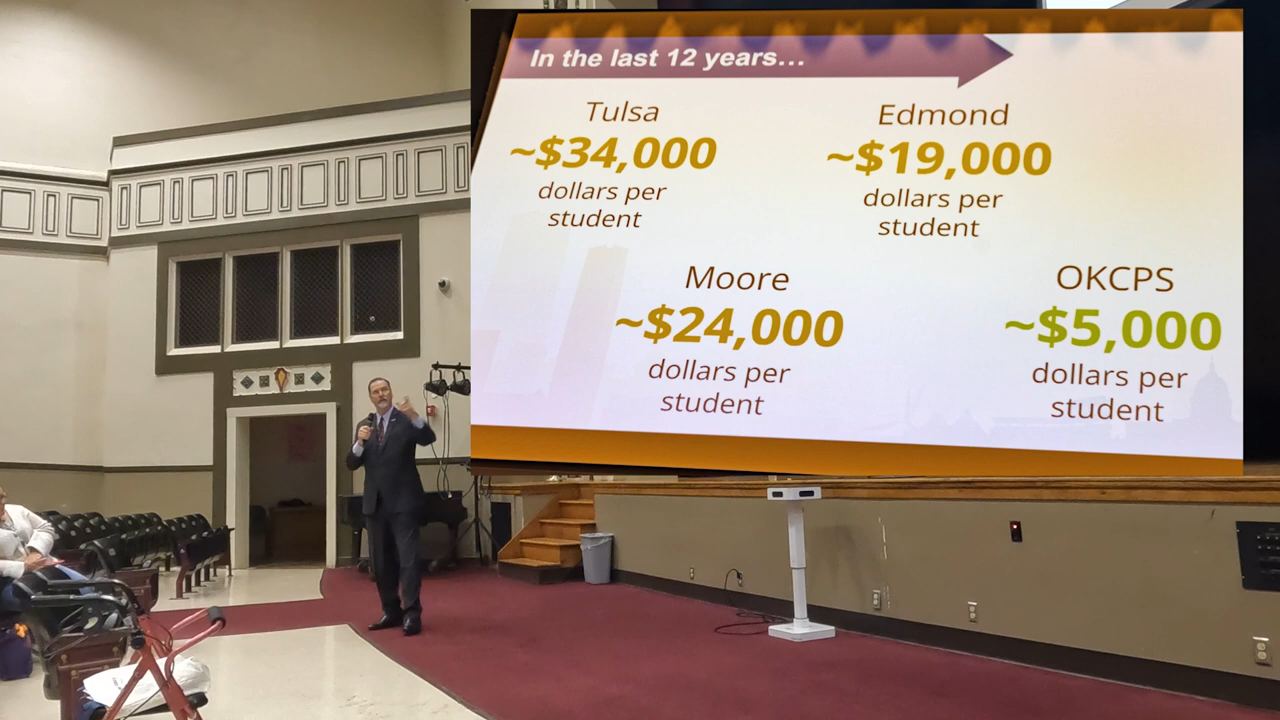 In the last 12 years...
Tulsa
~$34,000
dollars per
student
Edmond
~$19,000
dollars per
student
Moore
~$24,000
dollars per
student
OKCPS
~$5,000
dollars per
student